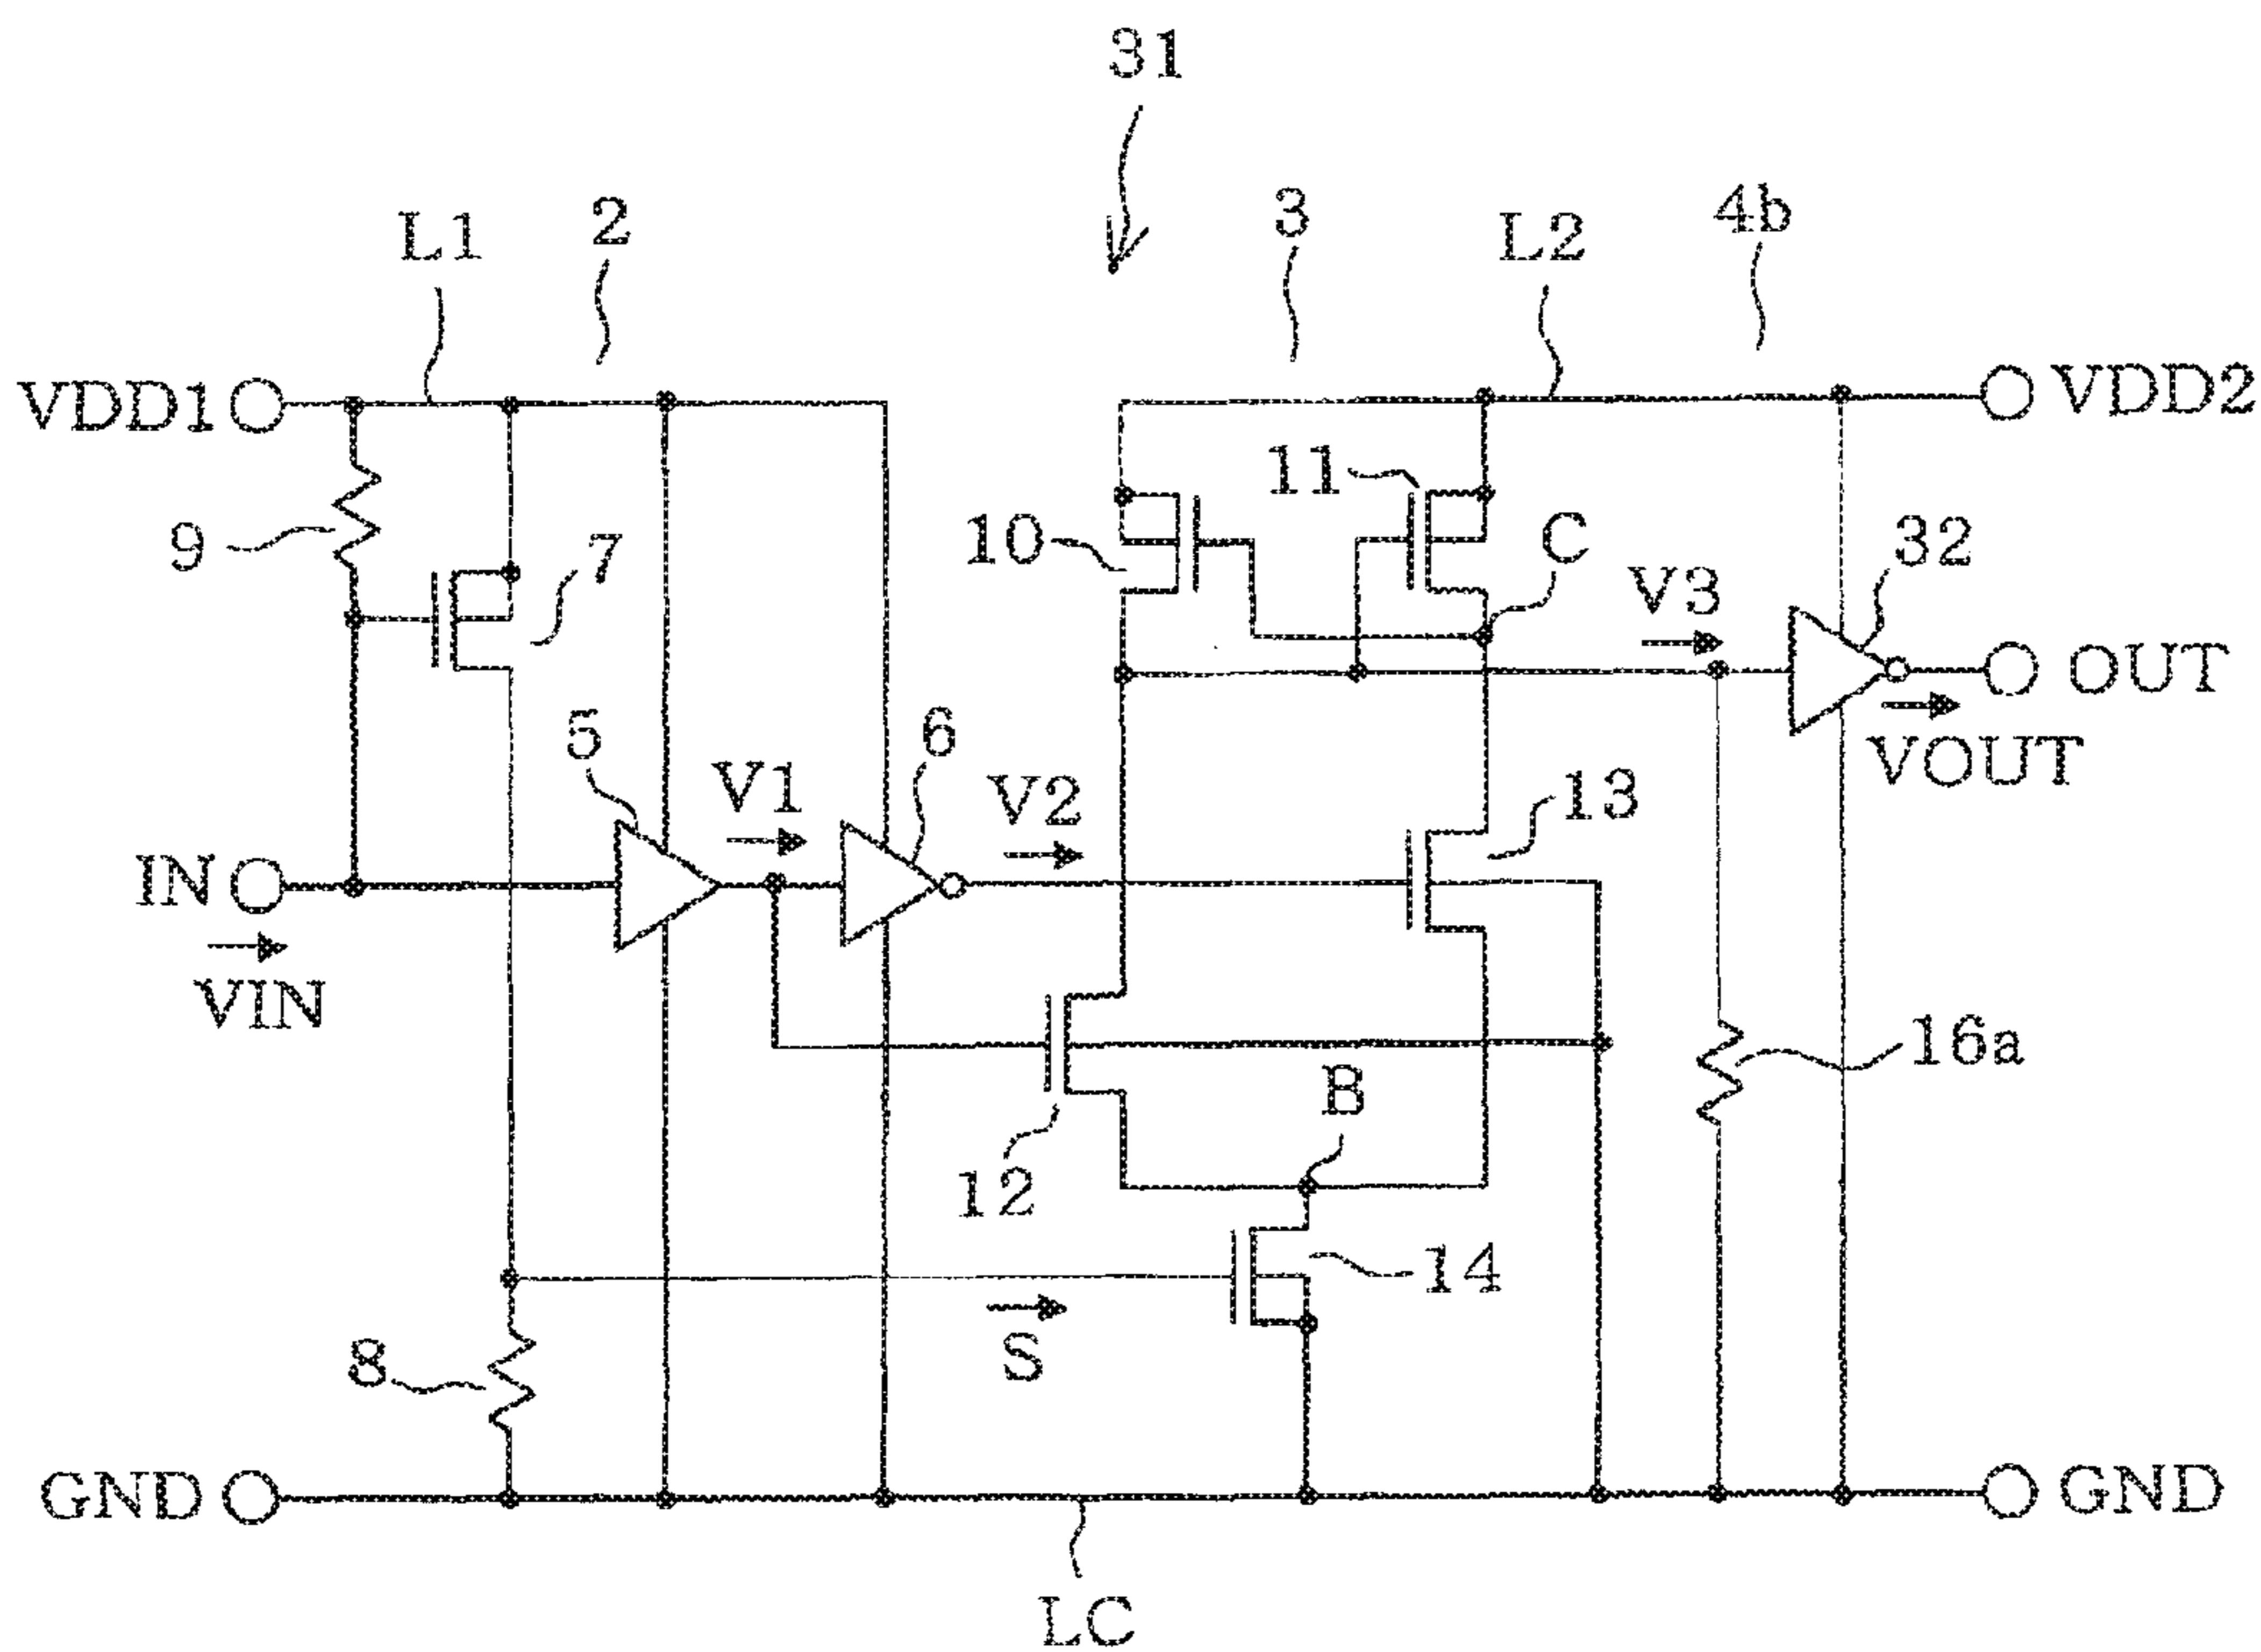 31
L1
2
3
L2
4b
VDD1
VDD2
9
7
10
11
C
V3
32
OUT
VOUT
5
V1
6
V2
13
IN
VIN
12
B
16a
14
S
8
GND
GND
LC